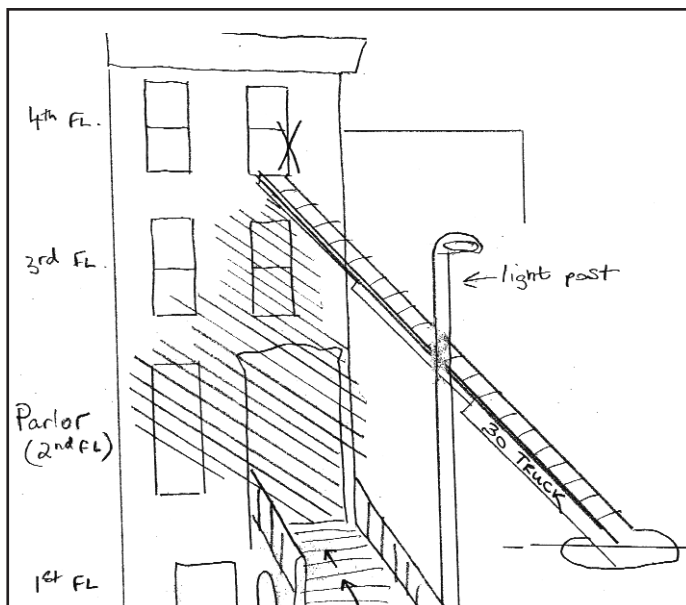 4th FL.
3rd FL.
light post
Parlor
(2nd FL)
30 TRUCK
1st FL